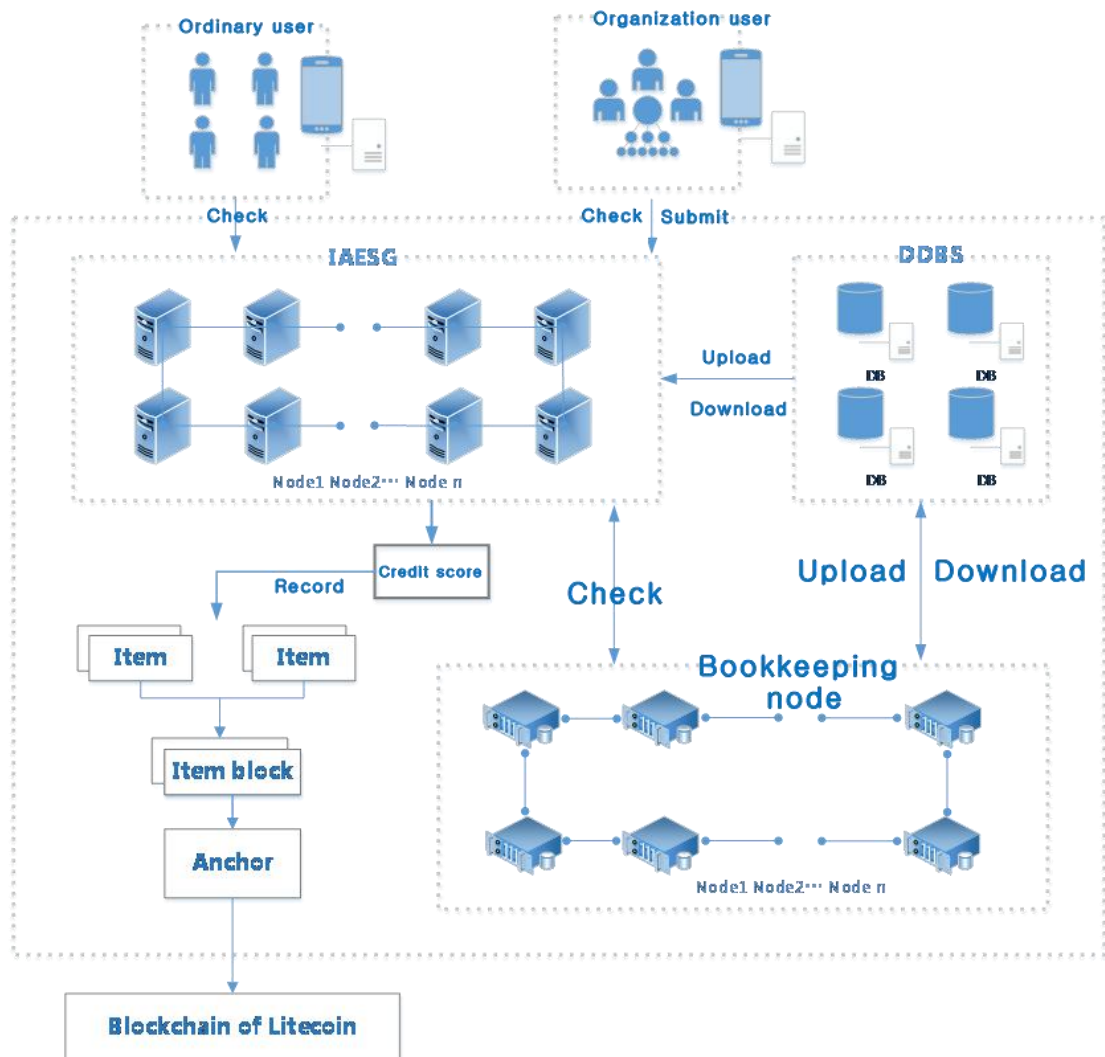 Ordinary user
Organization user
Check
Check Submit
IAESG
DDBS
Upload
Download
DB
DB
DB
DB
Node1 Node2··· Node n
Credit score
Record
Check
Upload Download
Item
Item
Bookkeeping
node
Item block
Anchor
Node1 Node2··· Node n
Blockchain of Litecoin